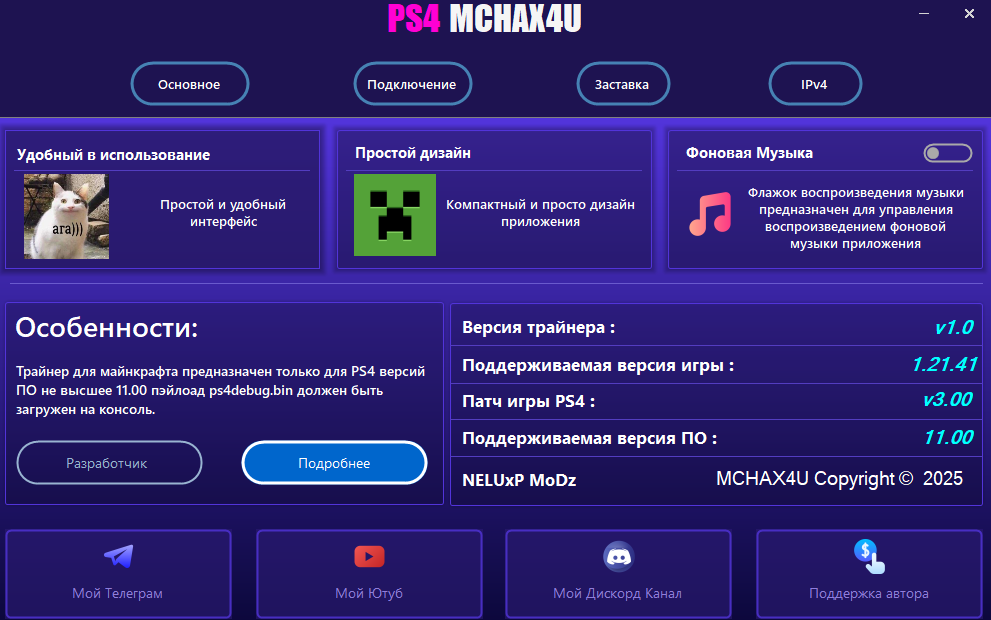 PS4 MCHAX4U
Основное
Подключение
Заставка
IPv4
Удобный в использование
ага)))
Простой и удобный
интерфейс
Простой дизайн
Компактный и просто дизайн
приложения
Фоновая Музыка
Флажок воспроизведения музыки
предназначен для управления
воспроизведением фоновой
музыки приложения
Особенности:
Трайнер для майнкрафта предназначен только для PS4 версий
ПО не высшее 11.00 пэйлоад ps4debug.bin должен быть
загружен на консоль.
Разработчик
Подробнее
Версия трайнера : v1.0
Поддерживаемая версия игры : 1.21.41
Патч игры PS4 : v3.00
Поддерживаемая версия ПО : 11.00
NELUxP MoDz MCHAX4U Copyright © 2025
Мой Телеграм
Мой Ютуб
Мой Дискорд Канал
Поддержка автора